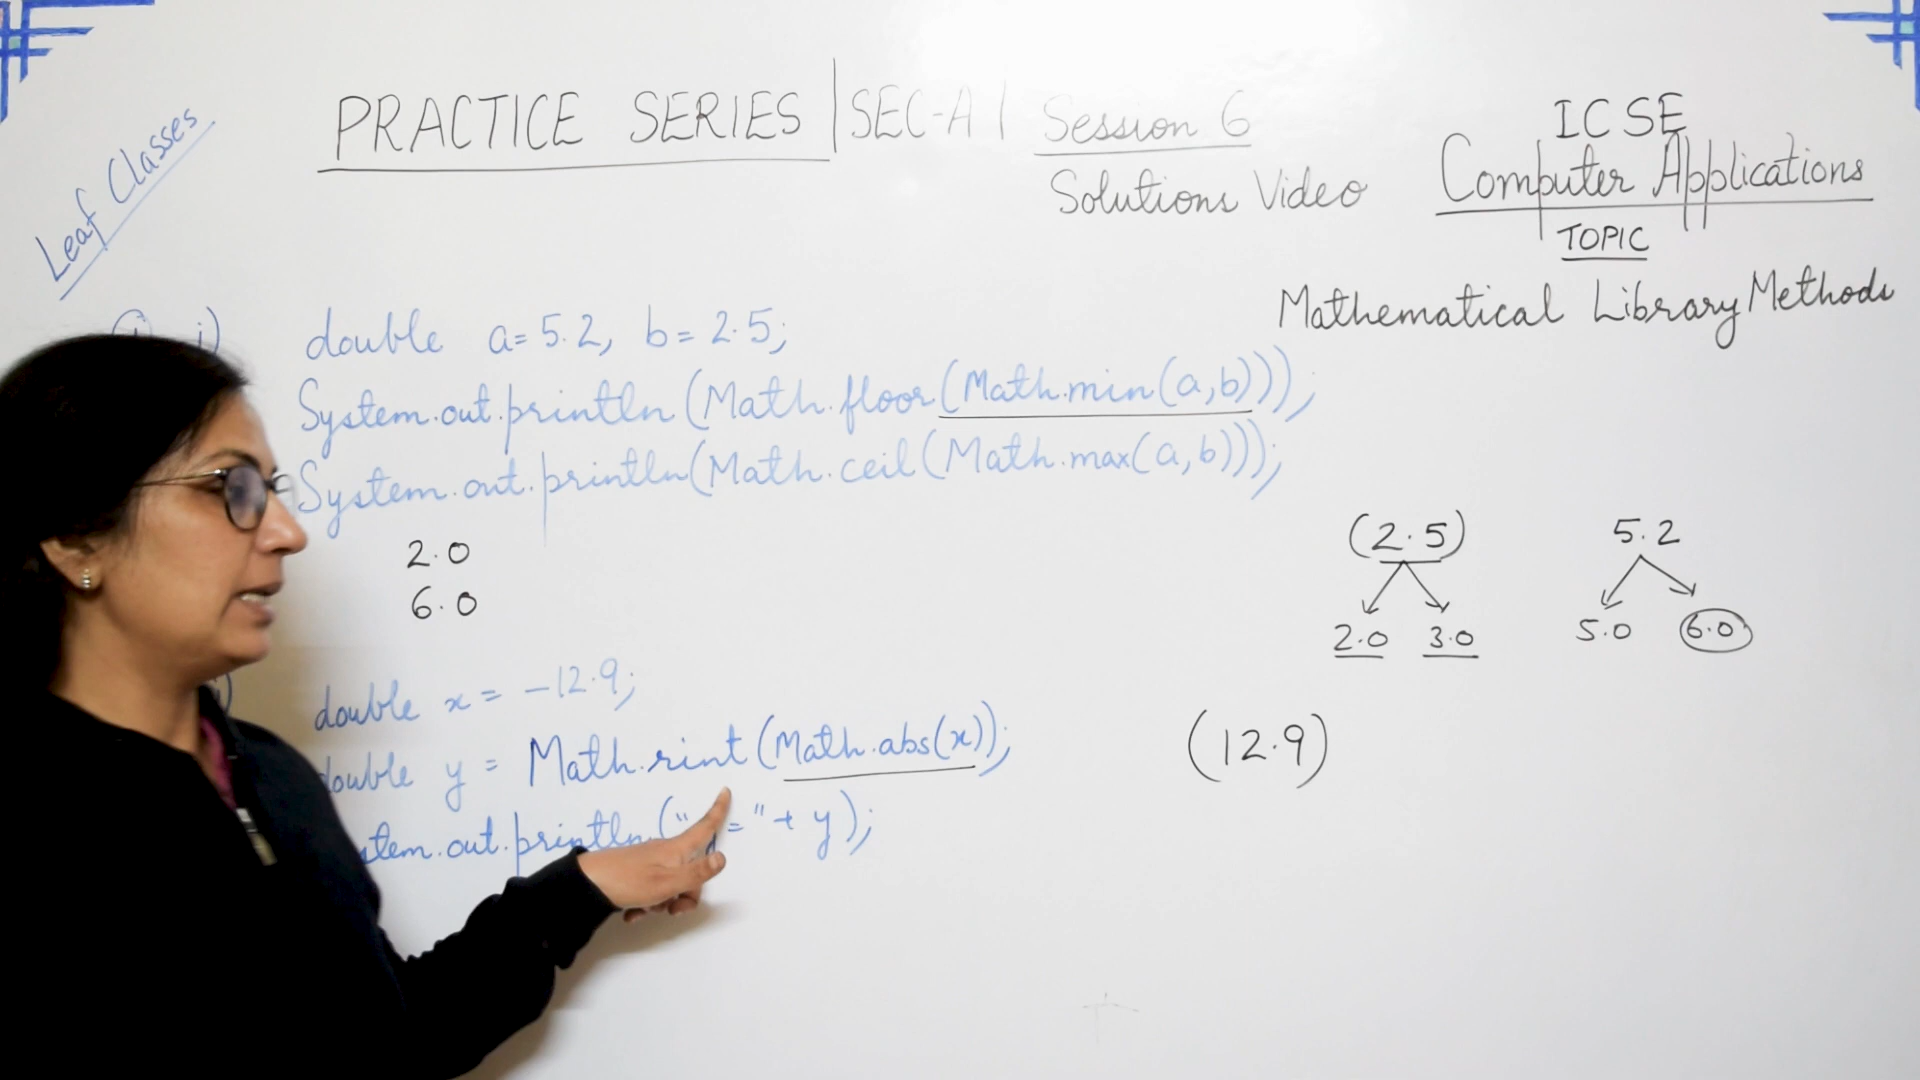 Leaf Classes
PRACTICE SERIES | SEC-A | Session 6
Solutions Video
ICSE
Computer Applications
TOPIC
Mathematical Library Methods
i) double a=5.2, b=2.5;
System.out.println(Math.floor(Math.min(a,b)));
System.out.println(Math.ceil(Math.max(a,b)));
2.0
6.0
(2.5)
2.0 3.0
5.2
5.0 6.0
double x = -12.9;
double y = Math.rint(Math.abs(x));
stem.out.println(" = "+ y);
(12.9)